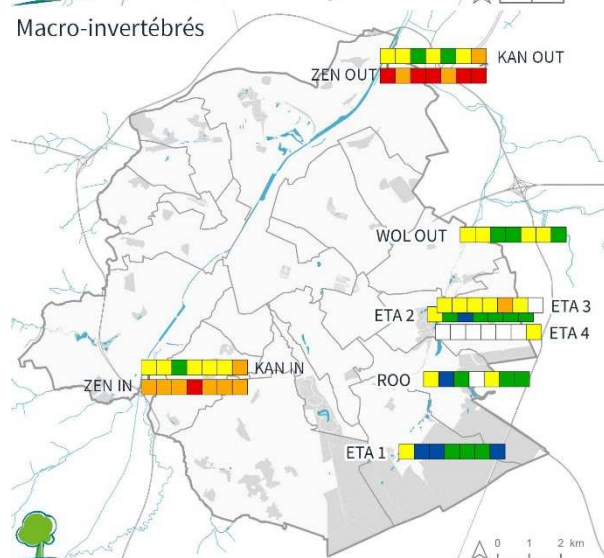 Macro-invertébrés
KAN OUT
ZEN OUT
WOL OUT
ETA 3
ETA 2
ETA 4
KAN IN
ROO
ZEN IN
ETA 1
0 1 2 km